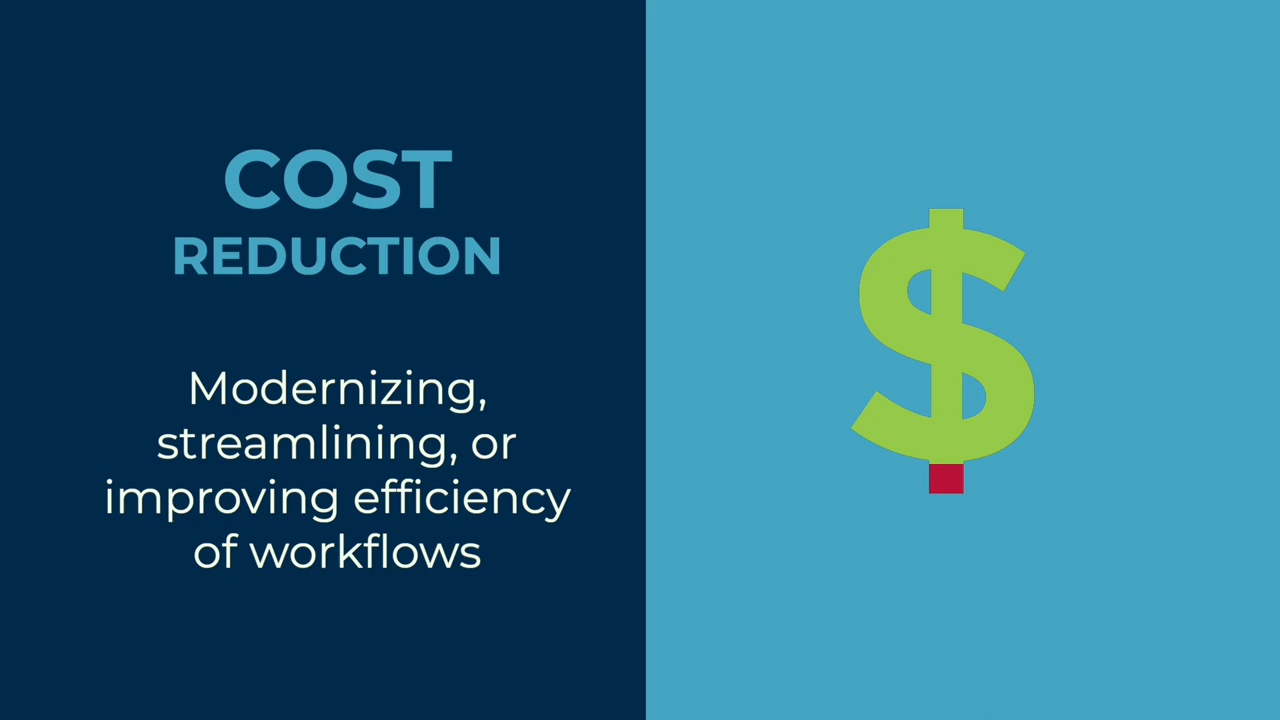 COST
REDUCTION
Modernizing,
streamlining, or
improving efficiency
of workflows
$